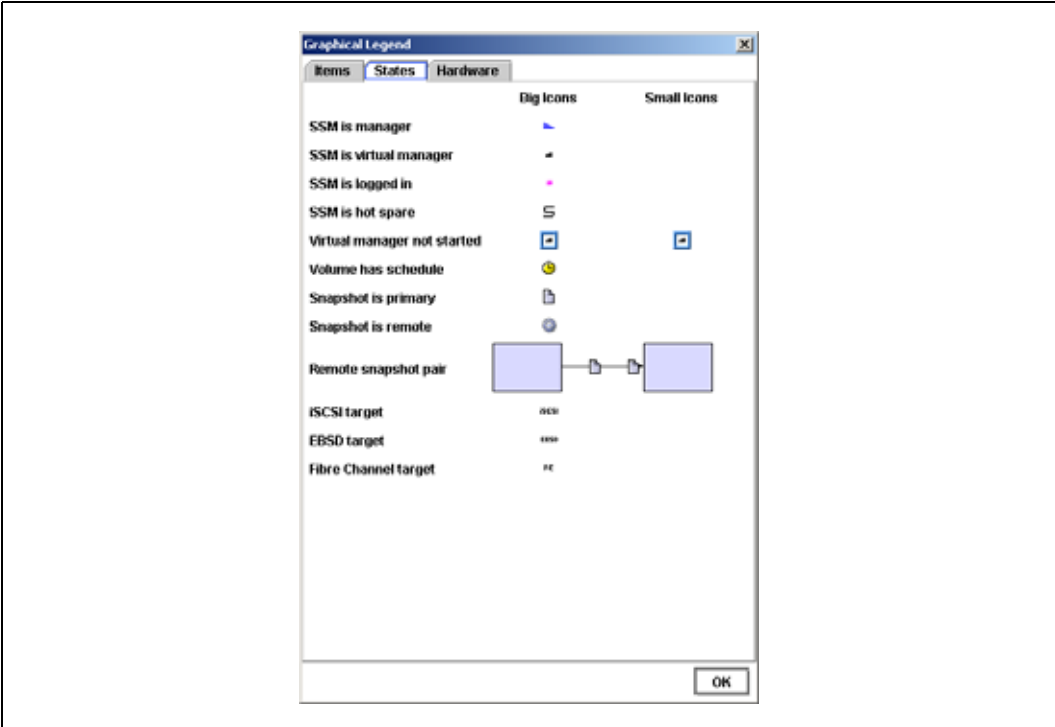 Graphical Legend
Items States Hardware
Big Icons Small Icons
SSM is manager
SSM is virtual manager
SSM is logged in
SSM is hot spare
Virtual manager not started
Volume has schedule
Snapshot is primary
Snapshot is remote
Remote snapshot pair
iSCSI target
EBSD target
Fibre Channel target FC
OK